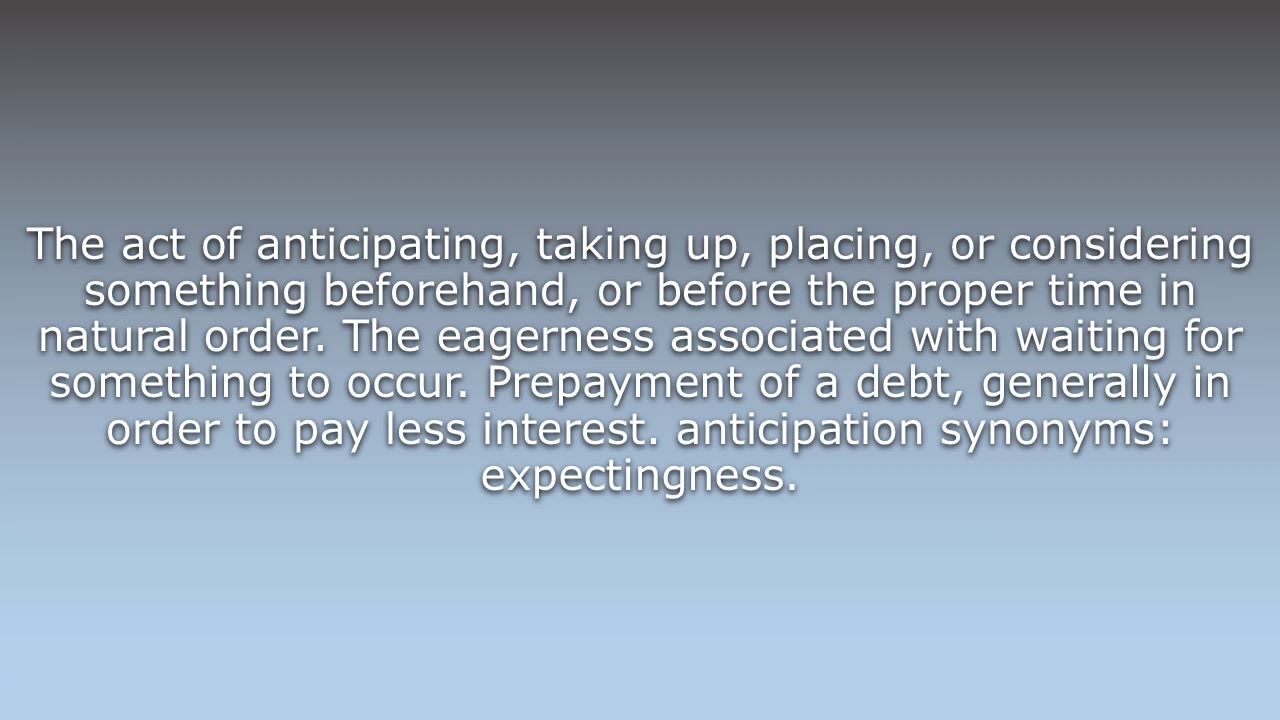 The act of anticipating, taking up, placing, or considering
something beforehand, or before the proper time in
natural order. The eagerness associated with waiting for
something to occur. Prepayment of a debt, generally in
order to pay less interest. anticipation synonyms:
expectingness.